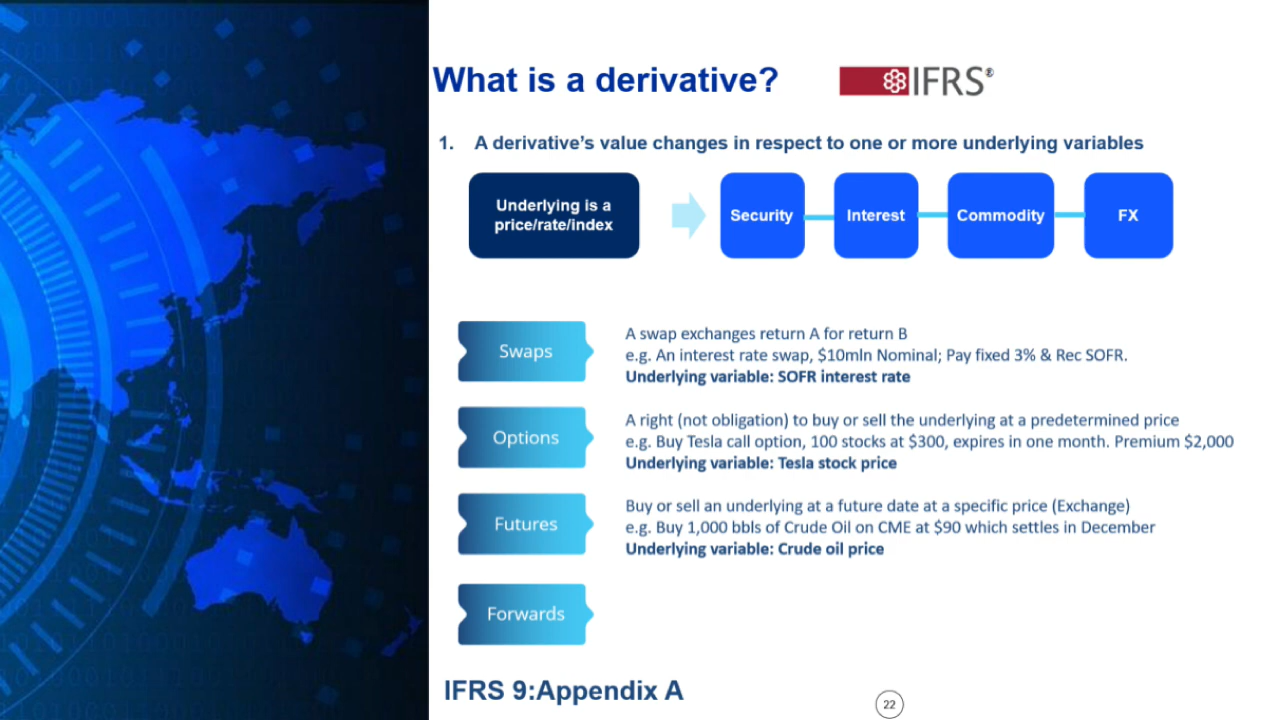 What is a derivative?
IFRS®
1. A derivative's value changes in respect to one or more underlying variables
Underlying is a
price/rate/index
Security
Interest
Commodity
FX
Swaps
A swap exchanges return A for return B
e.g. An interest rate swap, $10mln Nominal; Pay fixed 3% & Rec SOFR.
Underlying variable: SOFR interest rate
Options
A right (not obligation) to buy or sell the underlying at a predetermined price
e.g. Buy Tesla call option, 100 stocks at $300, expires in one month. Premium $2,000
Underlying variable: Tesla stock price
Futures
Buy or sell an underlying at a future date at a specific price (Exchange)
e.g. Buy 1,000 bbls of Crude Oil on CME at $90 which settles in December
Underlying variable: Crude oil price
Forwards
IFRS 9:Appendix A
22